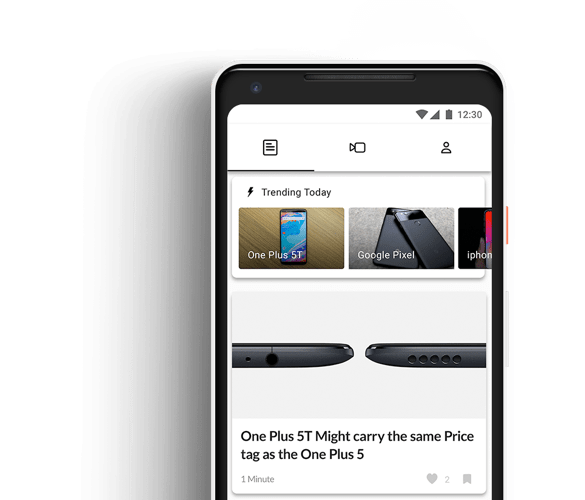 12:30
Trending Today
One Plus 5T
Google Pixel
iphon
One Plus 5T Might carry the same Price
tag as the One Plus 5
1 Minute
2